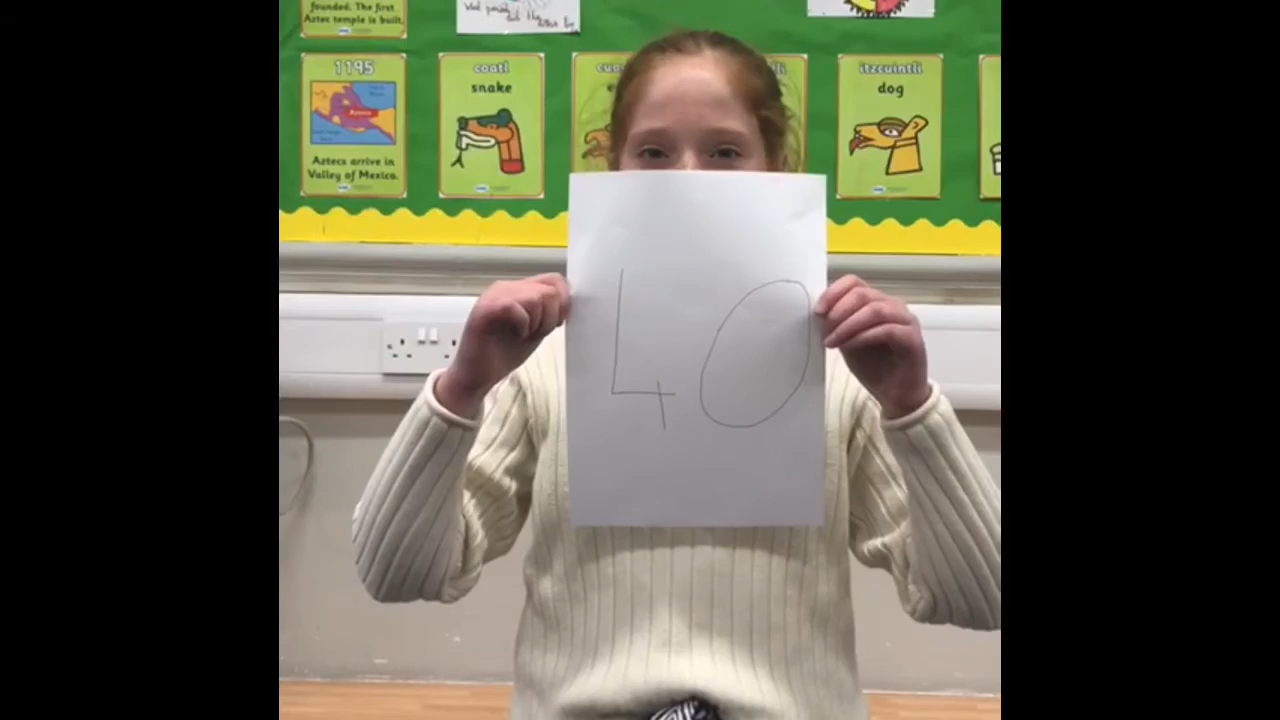 founded. The first
Aztec temple is built.
1195
Aztecs
Aztecs arrive in
Valley of Mexico.
coatl
snake
itzcuintli
dog
40